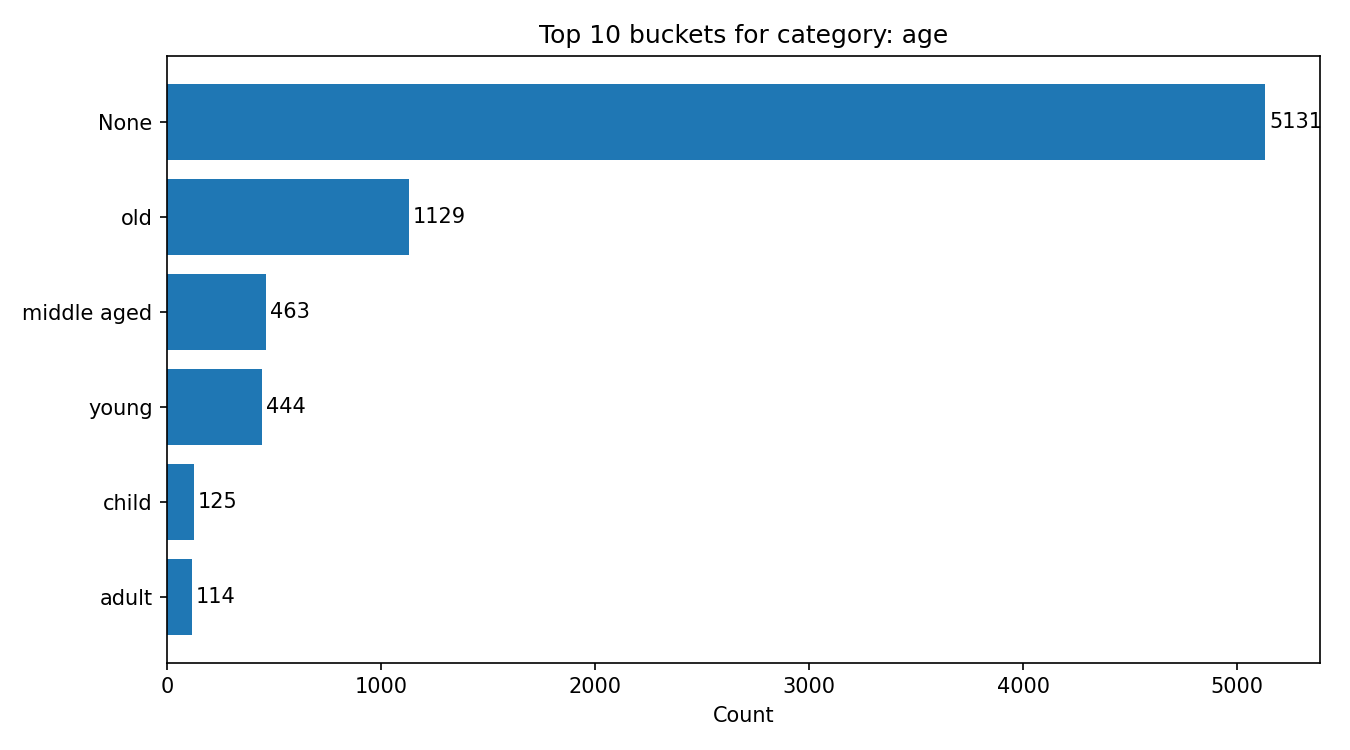 Top 10 buckets for category: age
None
5131
old
1129
middle aged
463
young
444
child
125
adult
114
0 1000 2000 3000 4000 5000
Count